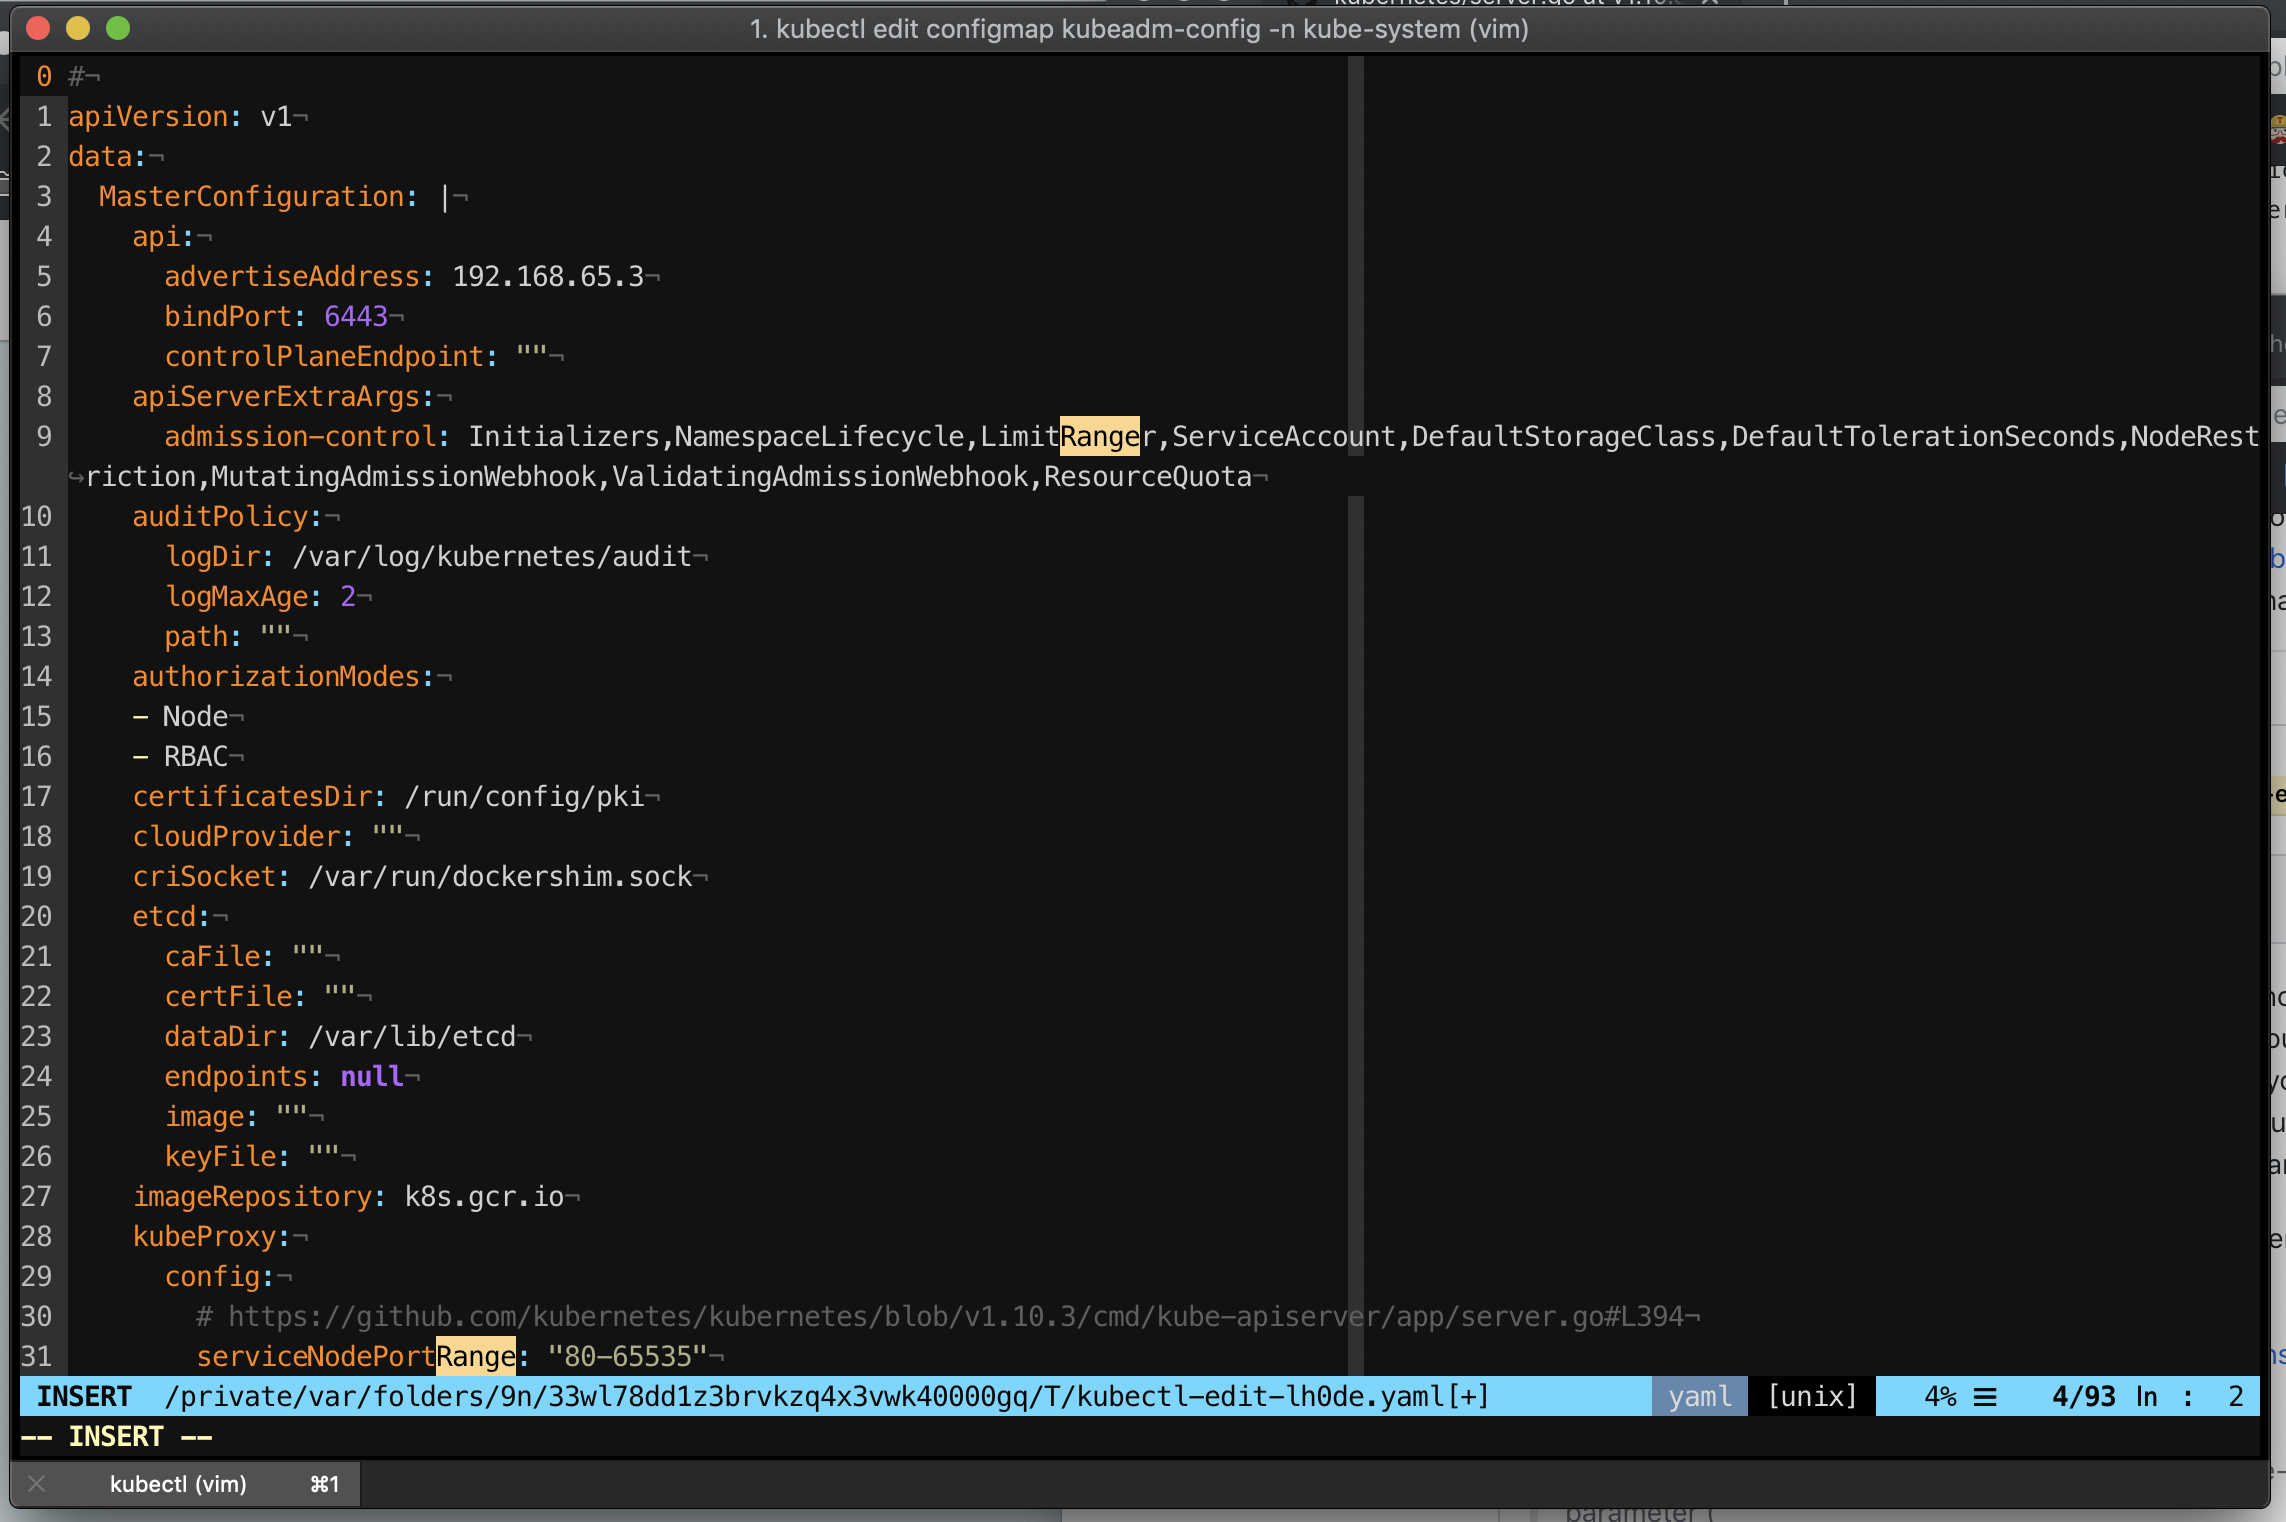 1. kubectl edit configmap kubeadm-config -n kube-system (vim)
0 #¬
1 apiVersion: v1¬
2 data:¬
3   MasterConfiguration: |¬
4     api:¬
5       advertiseAddress: 192.168.65.3¬
6       bindPort: 6443¬
7       controlPlaneEndpoint: ""¬
8     apiServerExtraArgs:¬
9       admission-control: Initializers,NamespaceLifecycle,LimitRanger,ServiceAccount,DefaultStorageClass,DefaultTolerationSeconds,NodeRest
↪riction,MutatingAdmissionWebhook,ValidatingAdmissionWebhook,ResourceQuota¬
10     auditPolicy:¬
11       logDir: /var/log/kubernetes/audit¬
12       logMaxAge: 2¬
13       path: ""¬
14     authorizationModes:¬
15     - Node¬
16     - RBAC¬
17     certificatesDir: /run/config/pki¬
18     cloudProvider: ""¬
19     criSocket: /var/run/dockershim.sock¬
20     etcd:¬
21       caFile: ""¬
22       certFile: ""¬
23       dataDir: /var/lib/etcd¬
24       endpoints: null¬
25       image: ""¬
26       keyFile: ""¬
27     imageRepository: k8s.gcr.io¬
28     kubeProxy:¬
29       config:¬
30         # https://github.com/kubernetes/kubernetes/blob/v1.10.3/cmd/kube-apiserver/app/server.go#L394¬
31         serviceNodePortRange: "80-65535"¬
INSERT /private/var/folders/9n/33wl78dd1z3brvkzq4x3vwk40000gq/T/kubectl-edit-lh0de.yaml[+] yaml [unix] 4% ☰ 4/93 ln : 2
-- INSERT --
kubectl (vim) ⌘1
parameter (